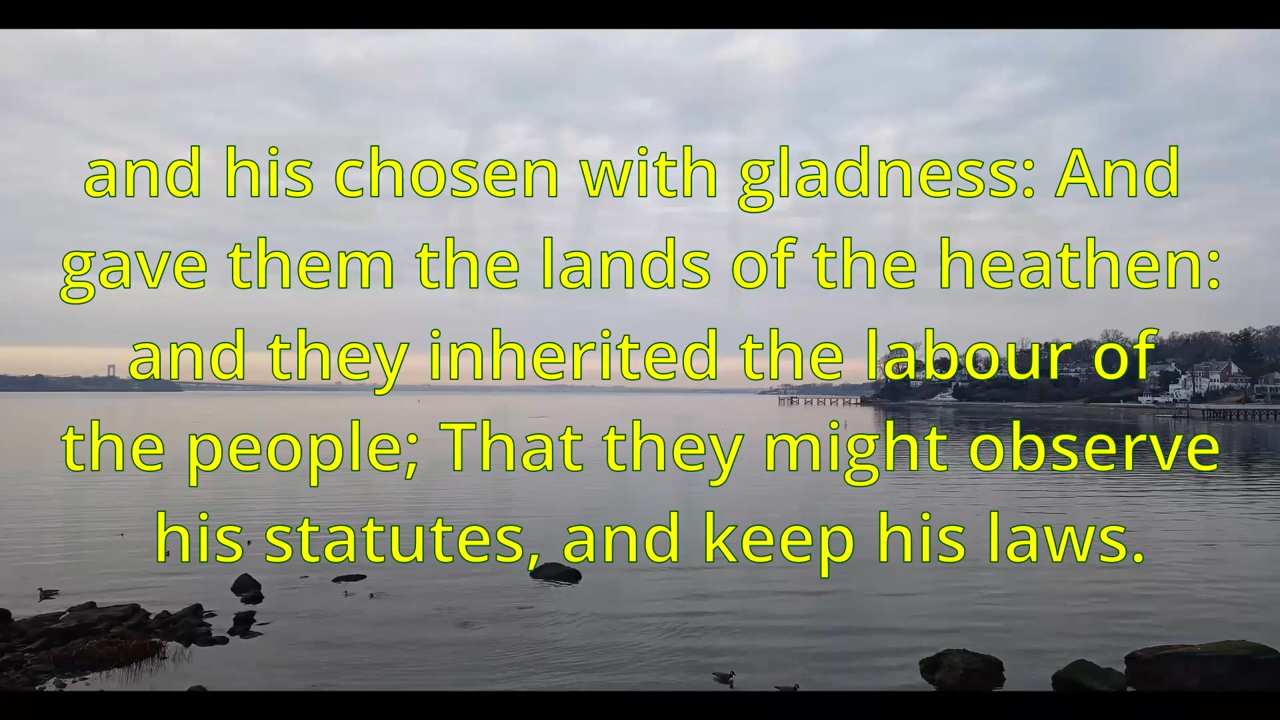 and his chosen with gladness: And
gave them the lands of the heathen:
and they inherited the labour of
the people; That they might observe
his statutes, and keep his laws.